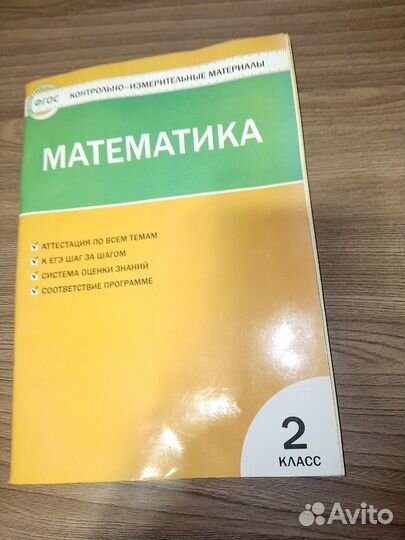 ФГОС
КОНТРОЛЬНО-ИЗМЕРИТЕЛЬНЫЕ МАТЕРИАЛЫ
МАТЕМАТИКА
АТТЕСТАЦИЯ ПО ВСЕМ ТЕМАМ
К ЕГЭ ШАГ ЗА ШАГОМ
СИСТЕМА ОЦЕНКИ ЗНАНИЙ
СООТВЕТСТВИЕ ПРОГРАММЕ
2
КЛАСС
Avito